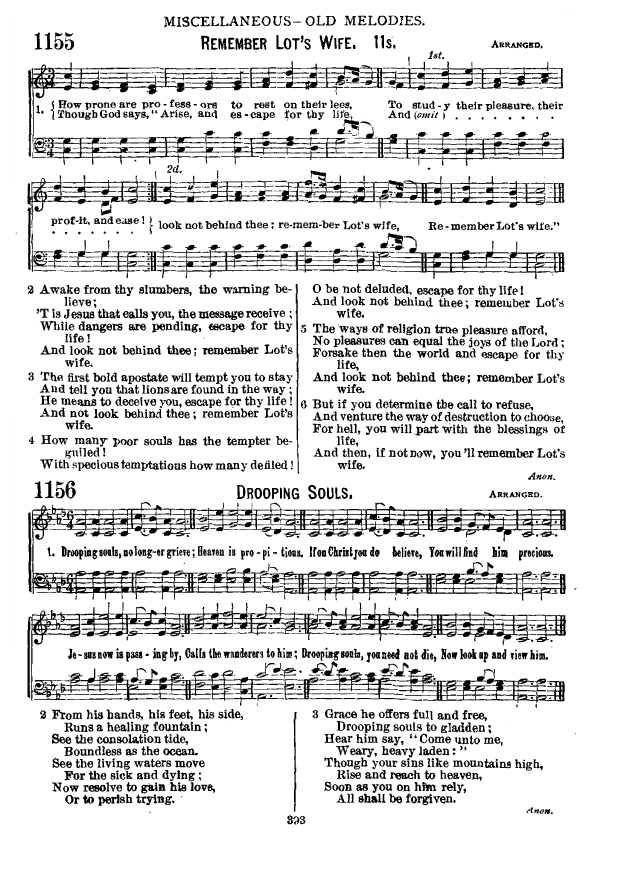 MISCELLANEOUS–OLD MELODIES.
1155
REMEMBER LOT'S WIFE. 11s.
ARRANGED.
1st.
1. { How prone are pro-fess-ors to rest on their lees, To stud-y their pleasure, their
{ Though God says, "Arise, and es-cape for thy life, And (omit) . . . . . . . .
2d.
prof-it, and ease! } look not behind thee: re-mem-ber Lot's wife, Re-member Lot's wife."
. . . . . . .
2 Awake from thy slumbers, the warning be-
lieve;
'T is Jesus that calls you, the message receive;
While dangers are pending, escape for thy
life!
And look not behind thee; remember Lot's
wife.
3 The first bold apostate will tempt you to stay
And tell you that lions are found in the way;
He means to deceive you, escape for thy life!
And not look behind thee; remember Lot's
wife.
4 How many poor souls has the tempter be-
guiled!
With specious temptations how many defiled!
O be not deluded, escape for thy life!
And look not behind thee; remember Lot's
wife.
5 The ways of religion true pleasure afford,
No pleasures can equal the joys of the Lord;
Forsake then the world and escape for thy
life,
And look not behind thee; remember Lot's
wife.
6 But if you determine the call to refuse,
And venture the way of destruction to choose,
For hell, you will part with the blessings of
life,
And then, if not now, you'll remember Lot's
wife.
Anon.
1156
DROOPING SOULS.
ARRANGED.
1. Drooping souls, no long-er grieve; Heaven is pro-pi-tious. If on Christ you do believe, You will find him precious.
Je-sus now is pass-ing by, Calls the wanderers to him; Drooping souls, you need not die, Now look up and view him.
2 From his hands, his feet, his side,
Runs a healing fountain;
See the consolation tide,
Boundless as the ocean.
See the living waters move
For the sick and dying;
Now resolve to gain his love,
Or to perish trying.
3 Grace he offers full and free,
Drooping souls to gladden;
Hear him say, "Come unto me,
Weary, heavy laden:"
Though your sins like mountains high,
Rise and reach to heaven,
Soon as you on him rely,
All shall be forgiven.
Anon.
393